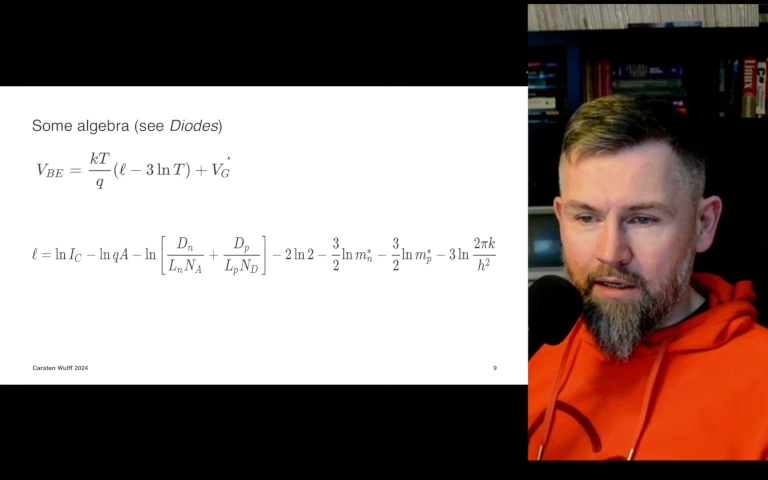 Some algebra (see Diodes)
V_{BE} = \frac{kT}{q}(\ell - 3 \ln T) + V_G
\ell = \ln I_C - \ln qA - \ln \left[ \frac{D_n}{L_n N_A} + \frac{D_p}{L_p N_D} \right] - 2 \ln 2 - \frac{3}{2} \ln m_n^* - \frac{3}{2} \ln m_p^* - 3 \ln \frac{2\pi k}{h^2}
Carsten Wulff 2024
9
Linux